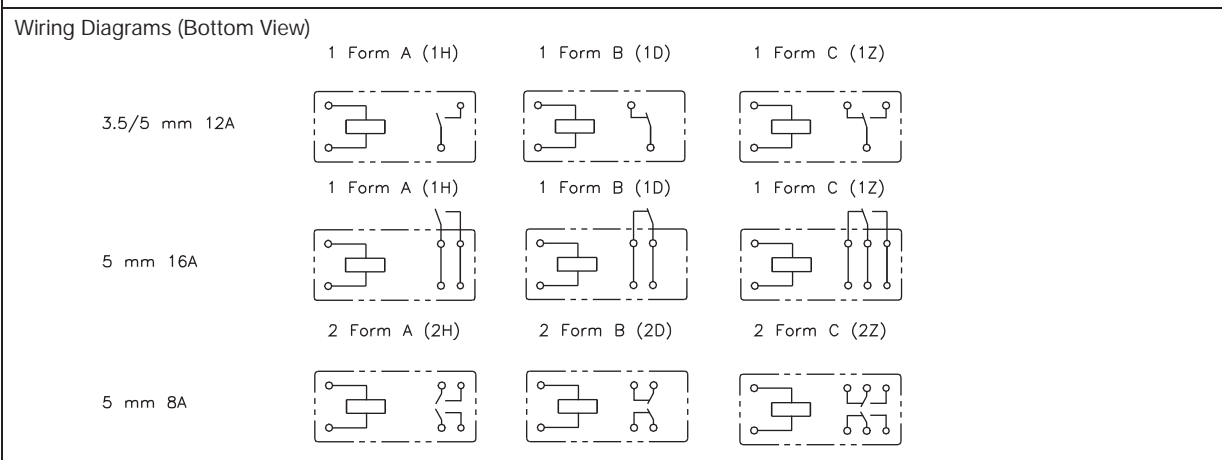 Wiring Diagrams (Bottom View)
1 Form A (1H) 1 Form B (1D) 1 Form C (1Z)
3.5/5 mm 12A
1 Form A (1H) 1 Form B (1D) 1 Form C (1Z)
5 mm 16A
2 Form A (2H) 2 Form B (2D) 2 Form C (2Z)
5 mm 8A